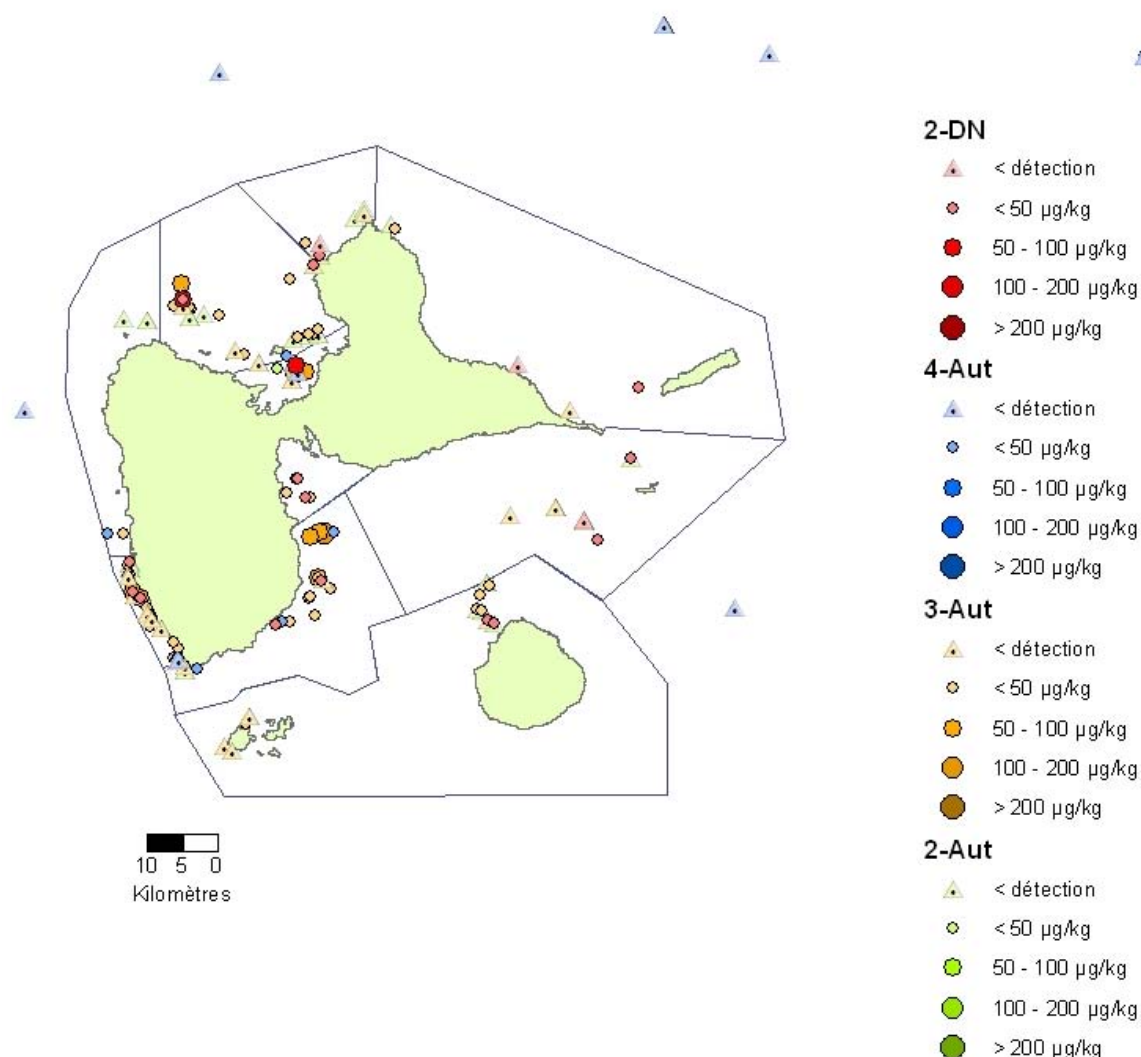 2-DN
< détection
< 50 µg/kg
50 - 100 µg/kg
100 - 200 µg/kg
> 200 µg/kg
4-Aut
< détection
< 50 µg/kg
50 - 100 µg/kg
100 - 200 µg/kg
> 200 µg/kg
3-Aut
< détection
< 50 µg/kg
50 - 100 µg/kg
100 - 200 µg/kg
> 200 µg/kg
2-Aut
< détection
< 50 µg/kg
50 - 100 µg/kg
100 - 200 µg/kg
> 200 µg/kg
10 5 0
Kilomètres